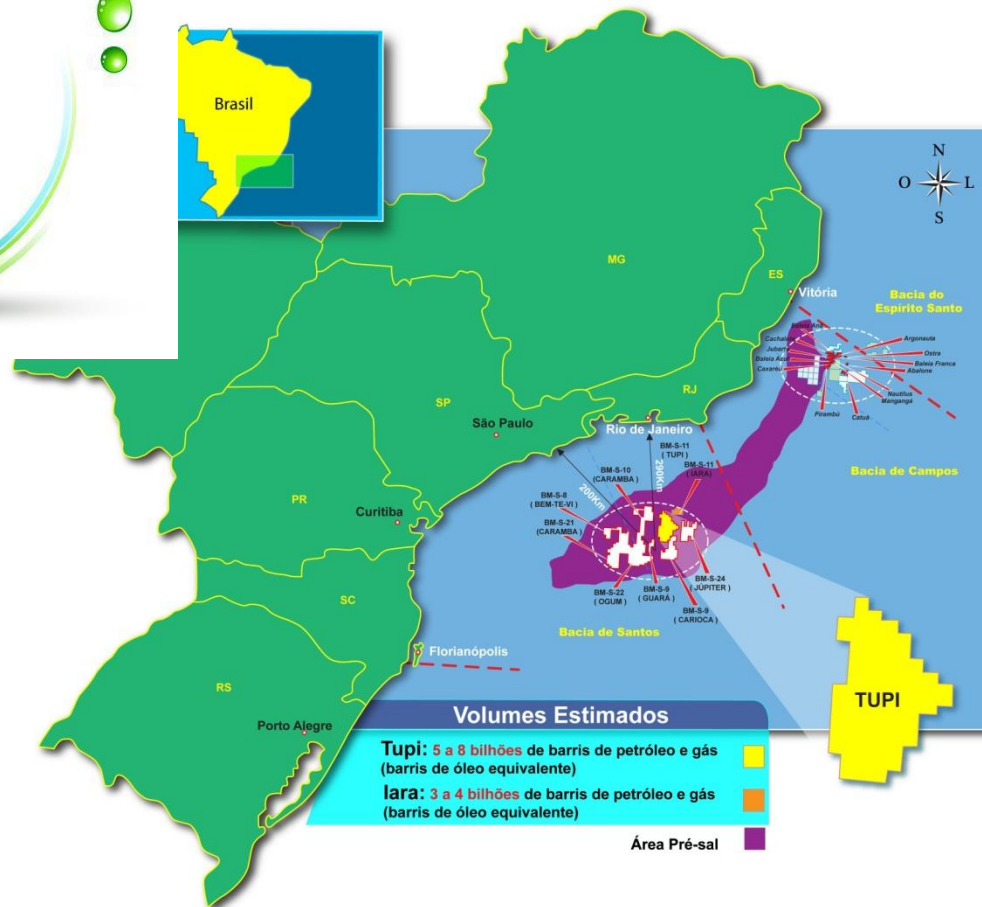 Brasil
N
O
L
S
MG
ES
Vitória
Bacia do
Espírito Santo
Baleia Anã
Cachalote
Jubarte
Baleia Azul
Caxaréu
Argonauta
Ostra
Baleia Franca
Abalone
Nautilus
Mangangá
Pirambú
Catuá
RJ
SP
São Paulo
Rio de Janeiro
BM-S-11
( TUPI )
BM-S-11
( IARA )
BM-S-10
(CARAMBA)
290Km
200Km
Bacia de Campos
BM-S-8
( BEM-TE-VI )
BM-S-21
(CARAMBA )
PR
Curitiba
BM-S-22
( OGUM )
BM-S-9
( GUARÁ )
BM-S-24
( JÚPITER )
BM-S-9
( CARIOCA )
SC
Bacia de Santos
Florianópolis
RS
Porto Alegre
TUPI
Volumes Estimados
Tupi: 5 a 8 bilhões de barris de petróleo e gás
(barris de óleo equivalente)
Iara: 3 a 4 bilhões de barris de petróleo e gás
(barris de óleo equivalente)
Área Pré-sal